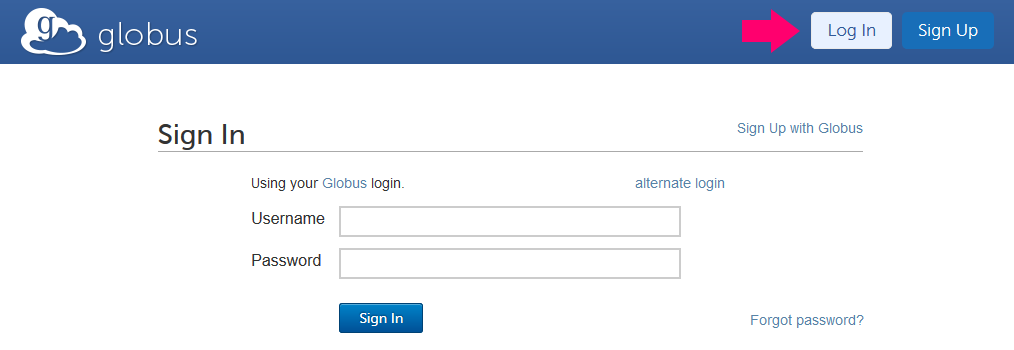 g globus
Log In
Sign Up
Sign In
Sign Up with Globus
Using your Globus login.
alternate login
Username
Password
Sign In
Forgot password?